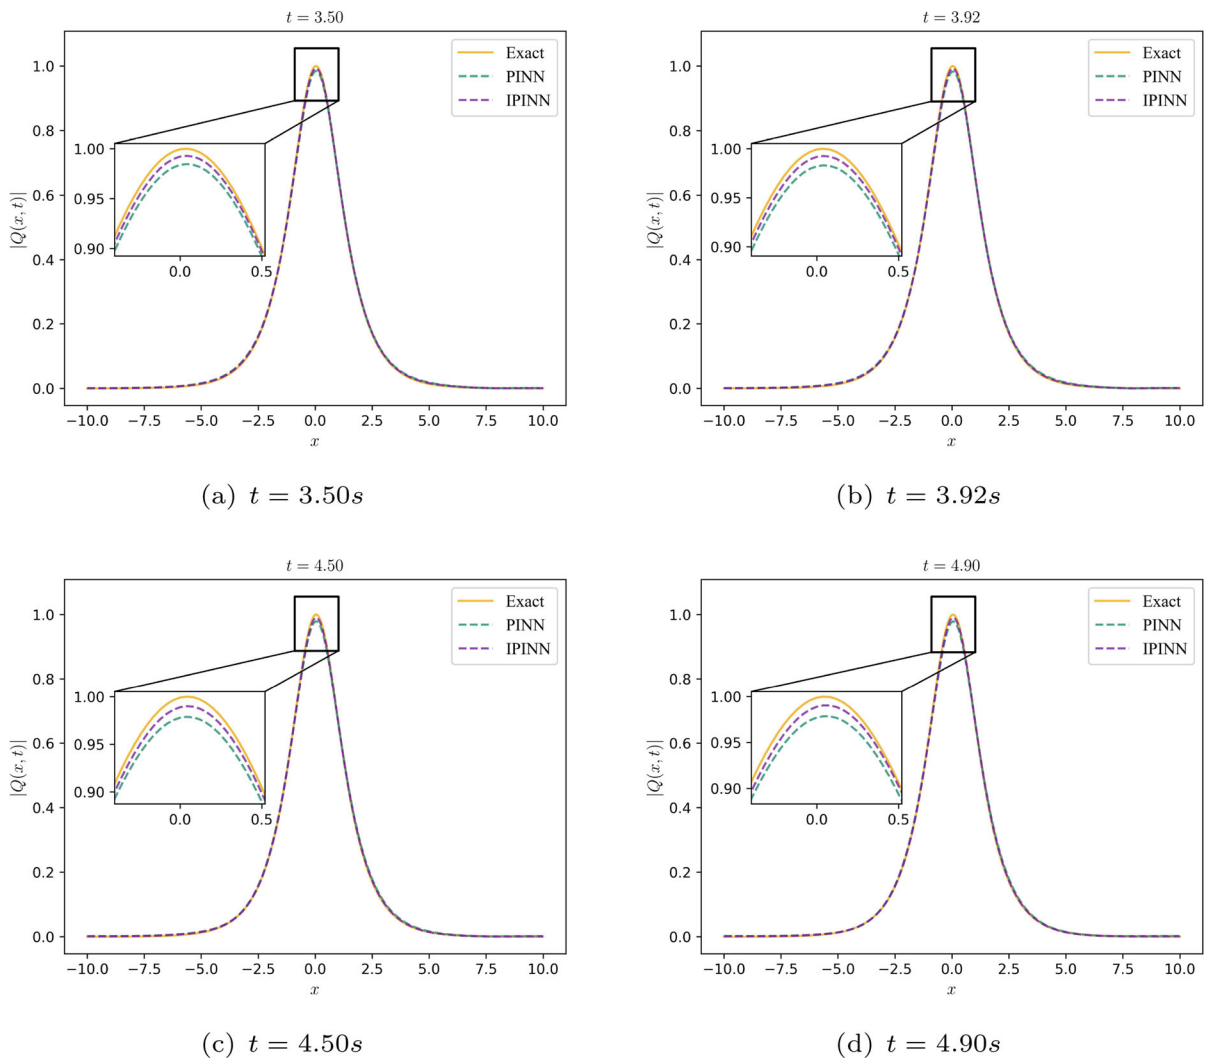 t = 3.50
Exact
PINN
IPINN
1.0
0.8
0.6
0.4
0.2
0.0
|Q(x, t)|
1.00
0.95
0.90
0.0 0.5
−10.0 −7.5 −5.0 −2.5 0.0 2.5 5.0 7.5 10.0
x
(a) t = 3.50s
t = 3.92
Exact
PINN
IPINN
1.0
0.8
0.6
0.4
0.2
0.0
|Q(x, t)|
1.00
0.95
0.90
0.0 0.5
−10.0 −7.5 −5.0 −2.5 0.0 2.5 5.0 7.5 10.0
x
(b) t = 3.92s
t = 4.50
Exact
PINN
IPINN
1.0
0.8
0.6
0.4
0.2
0.0
|Q(x, t)|
1.00
0.95
0.90
0.0 0.5
−10.0 −7.5 −5.0 −2.5 0.0 2.5 5.0 7.5 10.0
x
(c) t = 4.50s
t = 4.90
Exact
PINN
IPINN
1.0
0.8
0.6
0.4
0.2
0.0
|Q(x, t)|
1.00
0.95
0.90
0.0 0.5
−10.0 −7.5 −5.0 −2.5 0.0 2.5 5.0 7.5 10.0
x
(d) t = 4.90s